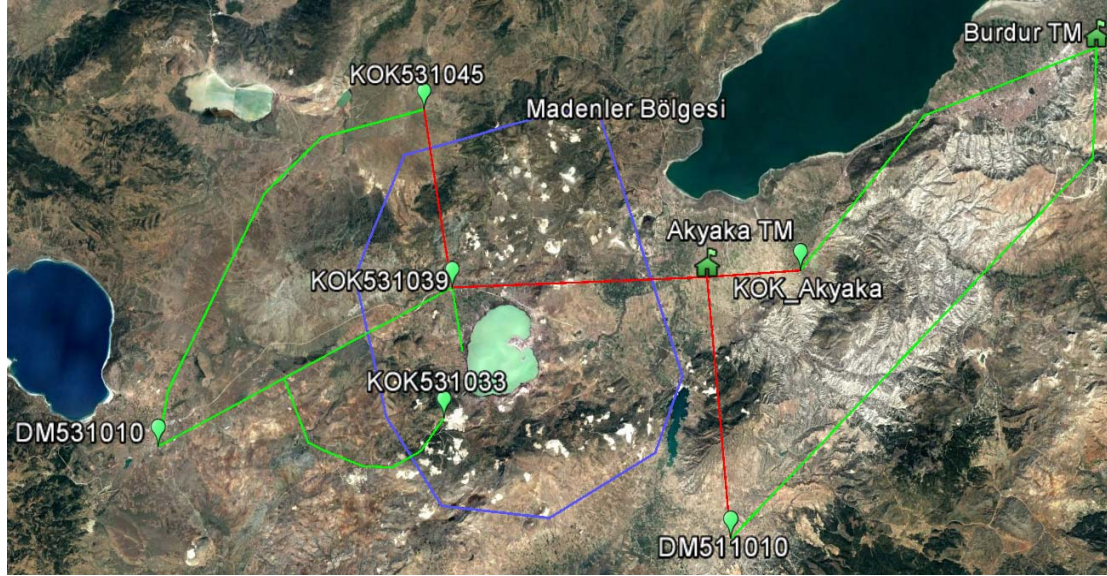 Burdur TM
KOK531045
Madenler Bölgesi
Akyaka TM
KOK531039
KOK_Akyaka
KOK531033
DM531010
DM511010